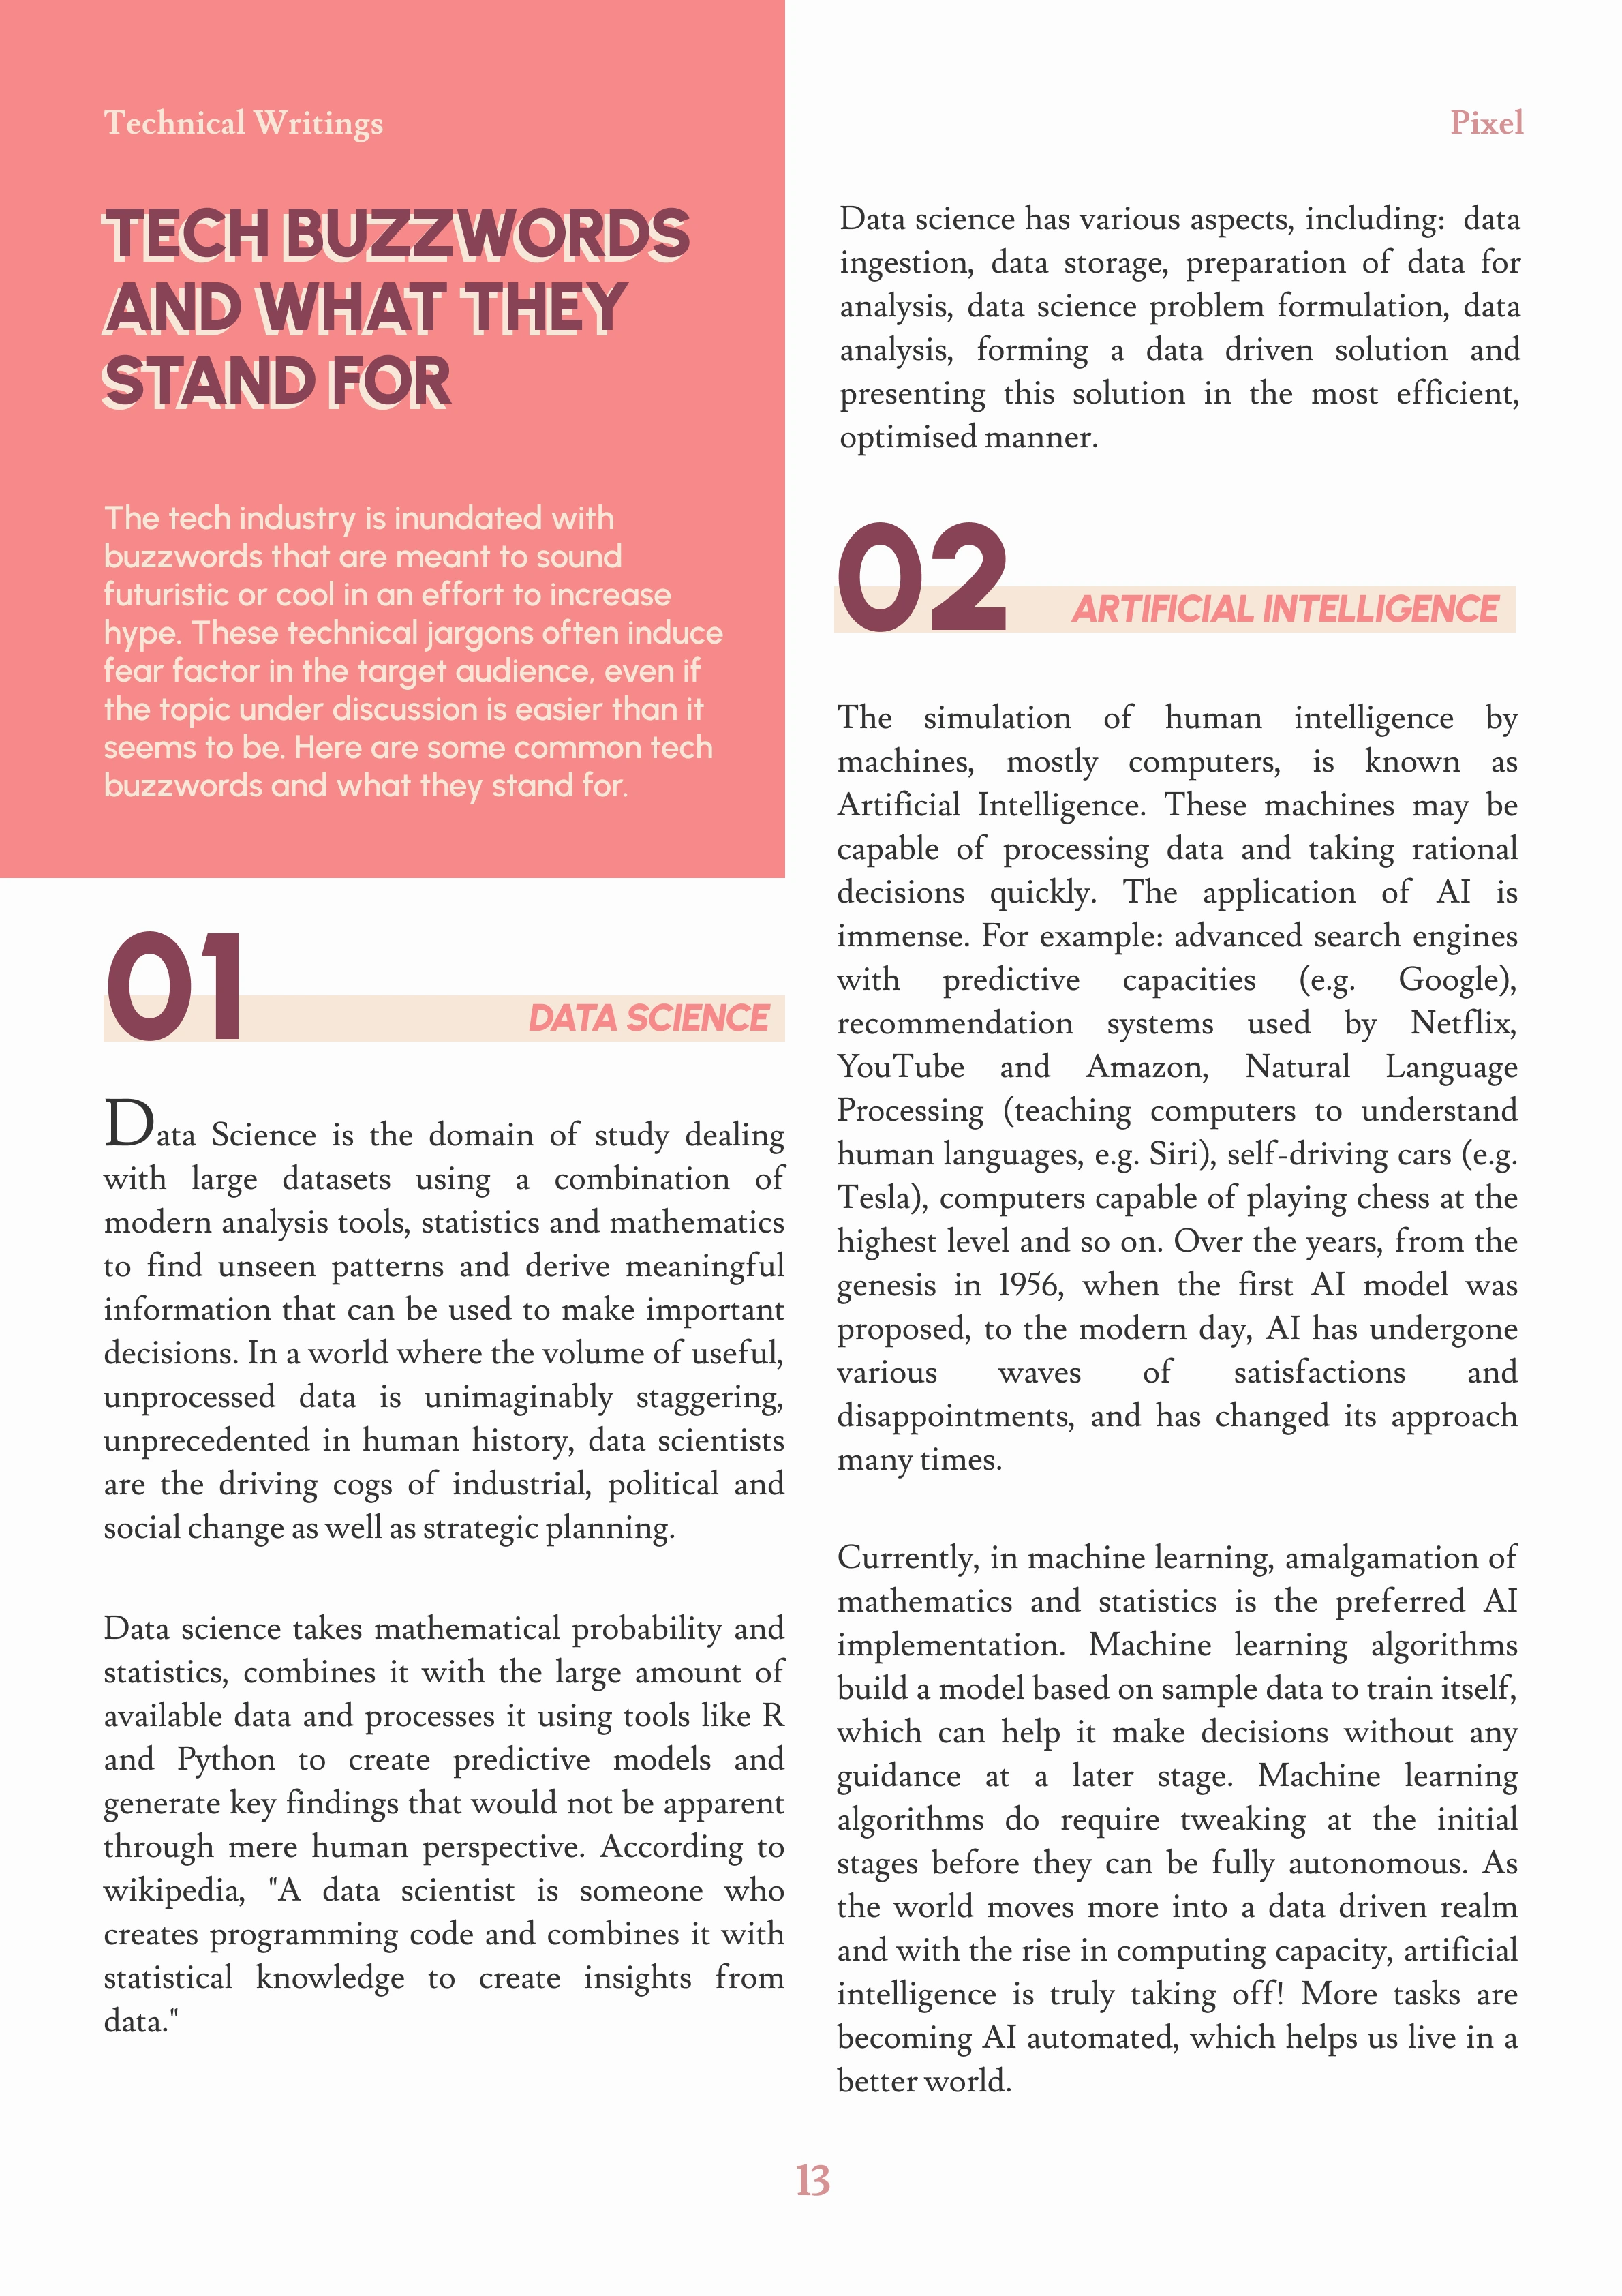 Technical Writings
Pixel
TECH BUZZWORDS
AND WHAT THEY
STAND FOR
The tech industry is inundated with
buzzwords that are meant to sound
futuristic or cool in an effort to increase
hype. These technical jargons often induce
fear factor in the target audience, even if
the topic under discussion is easier than it
seems to be. Here are some common tech
buzzwords and what they stand for.
01
DATA SCIENCE
Data Science is the domain of study dealing
with large datasets using a combination of
modern analysis tools, statistics and mathematics
to find unseen patterns and derive meaningful
information that can be used to make important
decisions. In a world where the volume of useful,
unprocessed data is unimaginably staggering,
unprecedented in human history, data scientists
are the driving cogs of industrial, political and
social change as well as strategic planning.
Data science takes mathematical probability and
statistics, combines it with the large amount of
available data and processes it using tools like R
and Python to create predictive models and
generate key findings that would not be apparent
through mere human perspective. According to
wikipedia, "A data scientist is someone who
creates programming code and combines it with
statistical knowledge to create insights from
data."
Data science has various aspects, including: data
ingestion, data storage, preparation of data for
analysis, data science problem formulation, data
analysis, forming a data driven solution and
presenting this solution in the most efficient,
optimised manner.
02
ARTIFICIAL INTELLIGENCE
The simulation of human intelligence by
machines, mostly computers, is known as
Artificial Intelligence. These machines may be
capable of processing data and taking rational
decisions quickly. The application of AI is
immense. For example: advanced search engines
with predictive capacities (e.g. Google),
recommendation systems used by Netflix,
YouTube and Amazon, Natural Language
Processing (teaching computers to understand
human languages, e.g. Siri), self-driving cars (e.g.
Tesla), computers capable of playing chess at the
highest level and so on. Over the years, from the
genesis in 1956, when the first AI model was
proposed, to the modern day, AI has undergone
various waves of satisfactions and
disappointments, and has changed its approach
many times.
Currently, in machine learning, amalgamation of
mathematics and statistics is the preferred AI
implementation. Machine learning algorithms
build a model based on sample data to train itself,
which can help it make decisions without any
guidance at a later stage. Machine learning
algorithms do require tweaking at the initial
stages before they can be fully autonomous. As
the world moves more into a data driven realm
and with the rise in computing capacity, artificial
intelligence is truly taking off! More tasks are
becoming AI automated, which helps us live in a
better world.
13